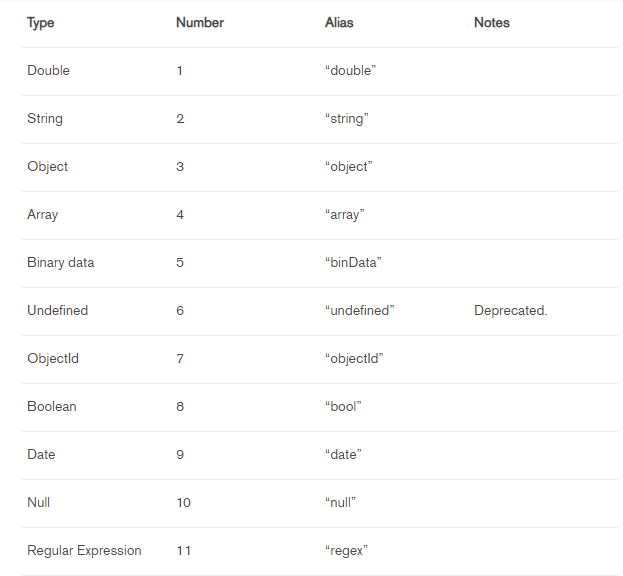 Type Number Alias Notes
Double 1 “double”
String 2 “string”
Object 3 “object”
Array 4 “array”
Binary data 5 “binData”
Undefined 6 “undefined” Deprecated.
ObjectId 7 “objectId”
Boolean 8 “bool”
Date 9 “date”
Null 10 “null”
Regular Expression 11 “regex”